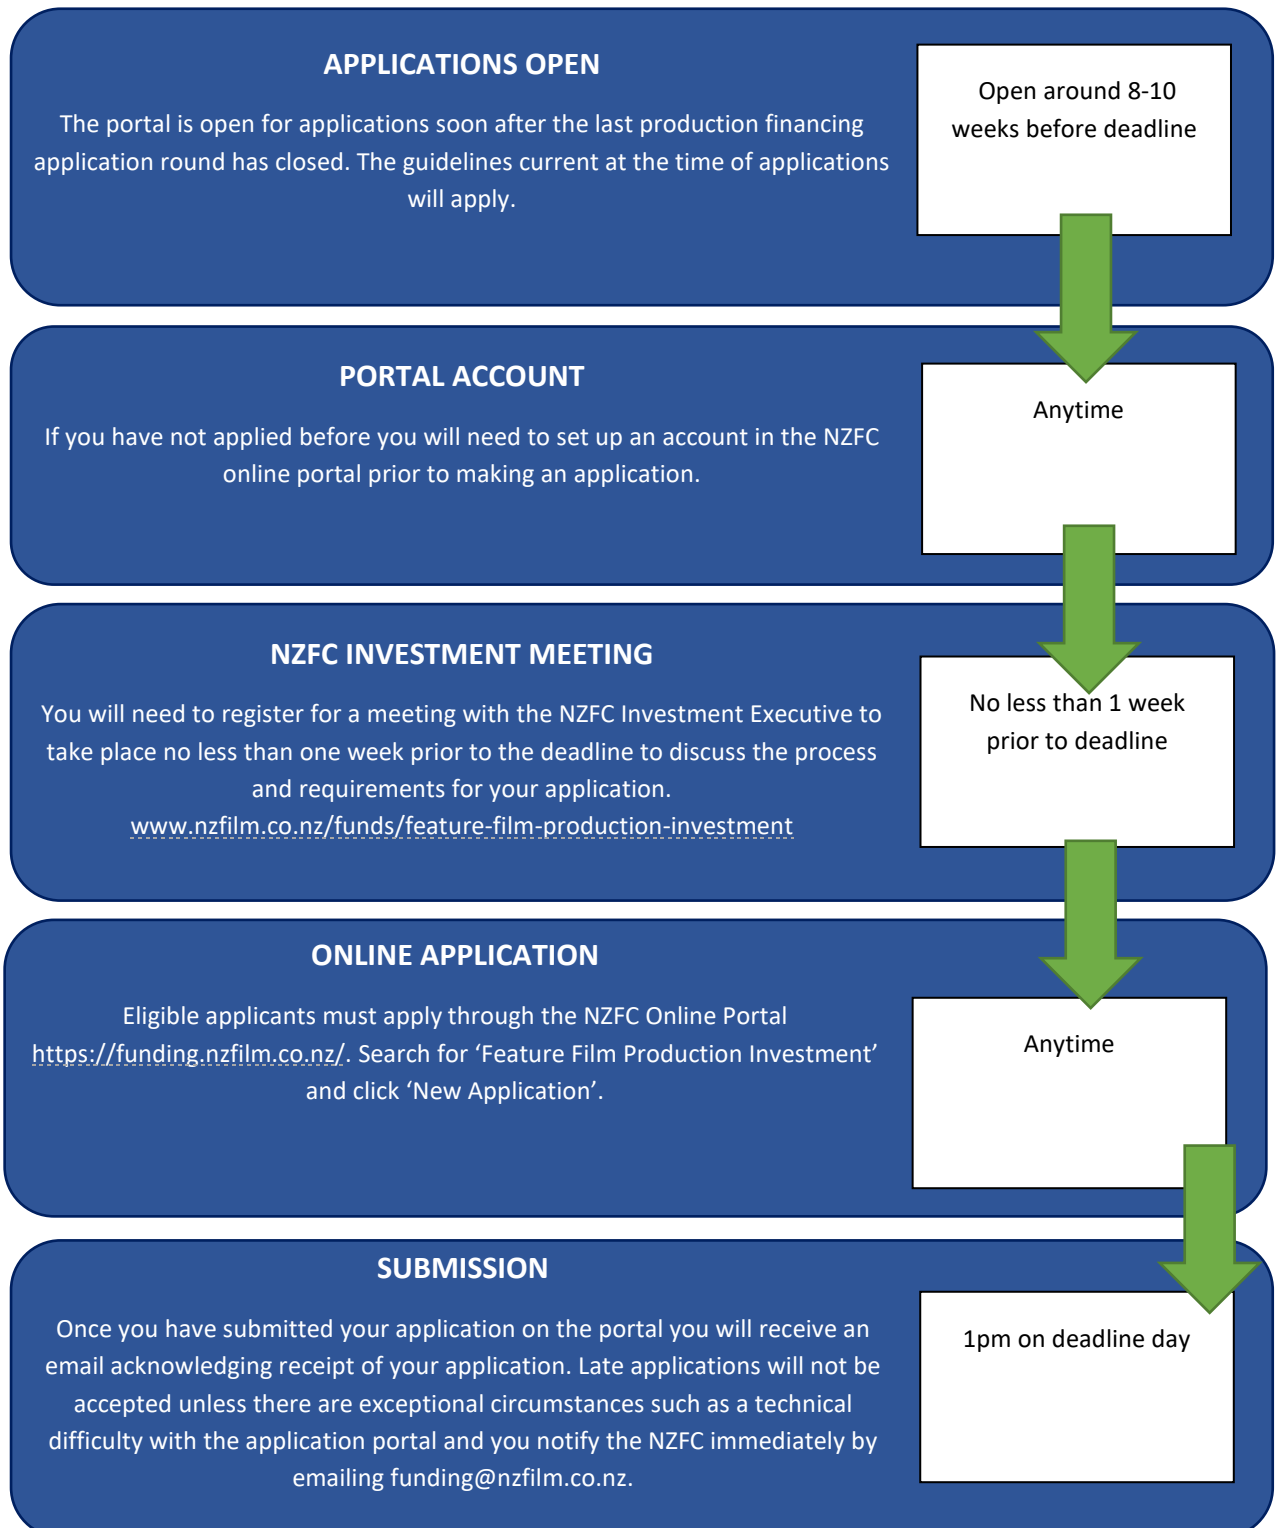 APPLICATIONS OPEN
The portal is open for applications soon after the last production financing
application round has closed. The guidelines current at the time of applications
will apply.
Open around 8-10
weeks before deadline
PORTAL ACCOUNT
If you have not applied before you will need to set up an account in the NZFC
online portal prior to making an application.
Anytime
NZFC INVESTMENT MEETING
You will need to register for a meeting with the NZFC Investment Executive to
take place no less than one week prior to the deadline to discuss the process
and requirements for your application.
www.nzfilm.co.nz/funds/feature-film-production-investment
No less than 1 week
prior to deadline
ONLINE APPLICATION
Eligible applicants must apply through the NZFC Online Portal
https://funding.nzfilm.co.nz/. Search for ‘Feature Film Production Investment’
and click ‘New Application’.
Anytime
SUBMISSION
Once you have submitted your application on the portal you will receive an
email acknowledging receipt of your application. Late applications will not be
accepted unless there are exceptional circumstances such as a technical
difficulty with the application portal and you notify the NZFC immediately by
emailing funding@nzfilm.co.nz.
1pm on deadline day